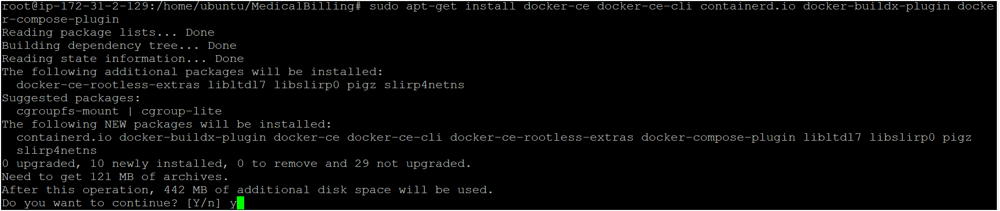 root@ip-172-31-2-129:/home/ubuntu/MedicalBilling# sudo apt-get install docker-ce docker-ce-cli containerd.io docker-buildx-plugin docke
r-compose-plugin
Reading package lists... Done
Building dependency tree... Done
Reading state information... Done
The following additional packages will be installed:
  docker-ce-rootless-extras libltdl7 libslirp0 pigz slirp4netns
Suggested packages:
  cgroupfs-mount | cgroup-lite
The following NEW packages will be installed:
  containerd.io docker-buildx-plugin docker-ce docker-ce-cli docker-ce-rootless-extras docker-compose-plugin libltdl7 libslirp0 pigz
  slirp4netns
0 upgraded, 10 newly installed, 0 to remove and 29 not upgraded.
Need to get 121 MB of archives.
After this operation, 442 MB of additional disk space will be used.
Do you want to continue? [Y/n] y